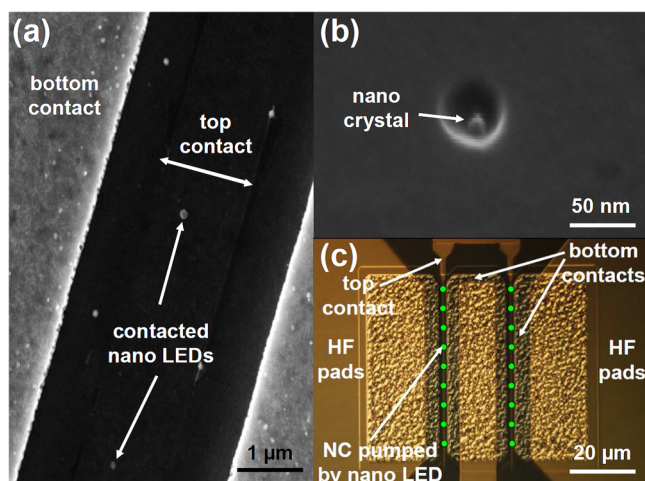 (a)
bottom
contact
top
contact
contacted
nano LEDs
1 µm
(b)
nano
crystal
50 nm
(c)
bottom
contacts
top
contact
HF
pads
HF
pads
NC pumped
by nano LED
20 µm